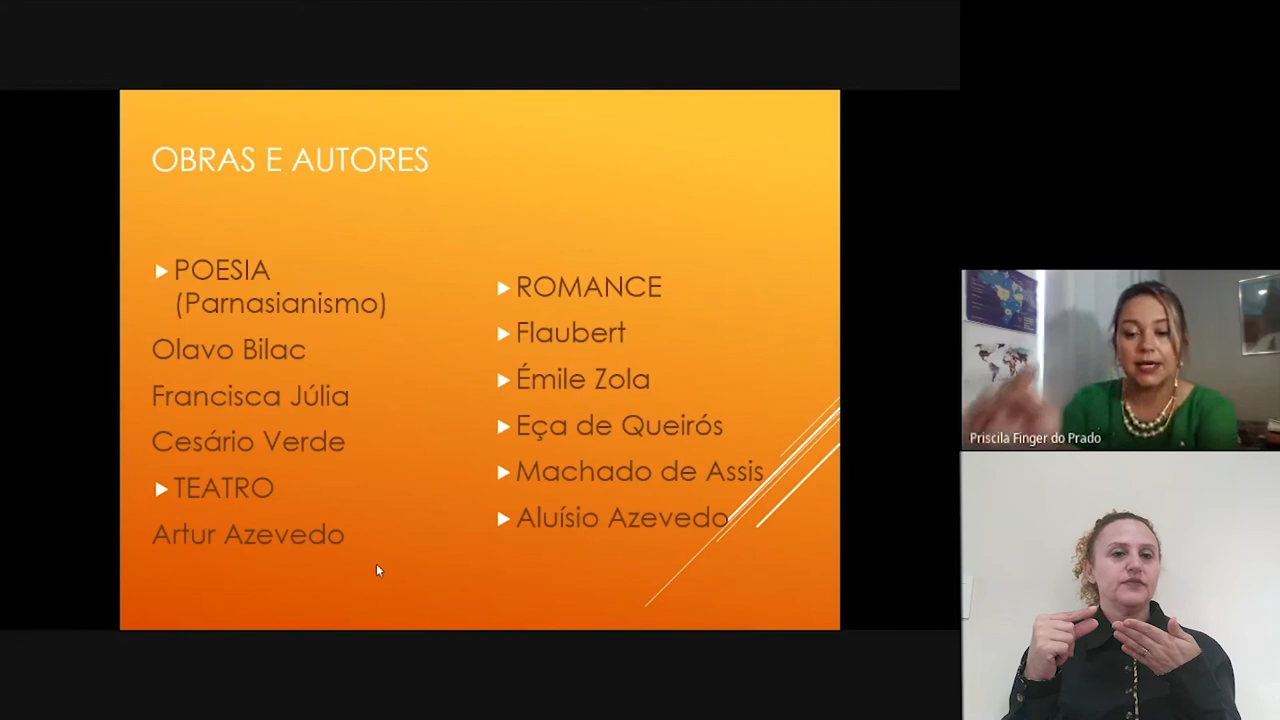 OBRAS E AUTORES
POESIA
(Parnasianismo)
Olavo Bilac
Francisca Júlia
Cesário Verde
TEATRO
Artur Azevedo
ROMANCE
Flaubert
Émile Zola
Eça de Queirós
Machado de Assis
Aluísio Azevedo
Priscila Finger do Prado